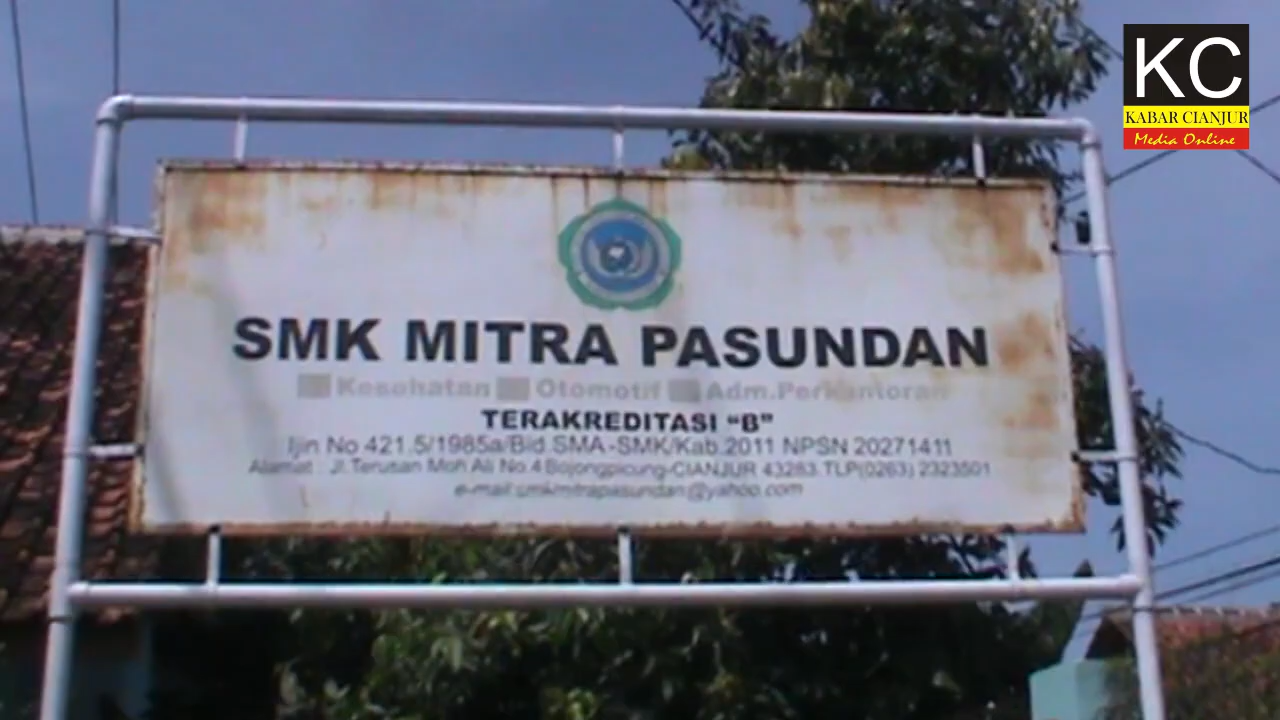 KC
KABAR CIANJUR
Media Online
SMK MITRA PASUNDAN
Kesehatan Otomotif Adm.Perkantoran
TERAKREDITASI "B"
Ijin No 421.5/1985a/Bid.SMA-SMK/Kab.2011 NPSN 20271411
Alamat : Jl.Terusan Moh Ali No.4 Bojongpicung-CIANJUR 43283 TLP(0263) 2323501
e-mail:smkmitrapasundan@yahoo.com